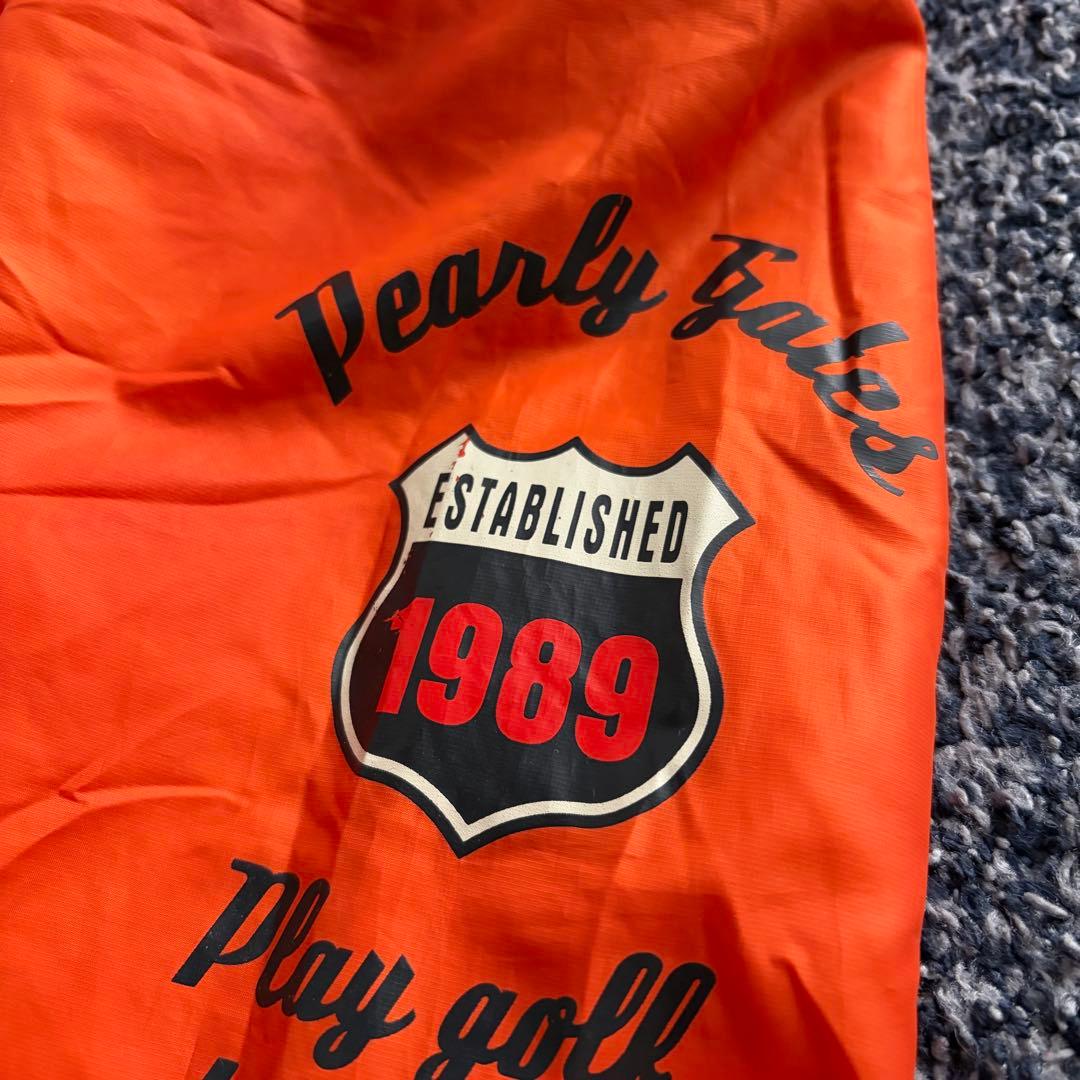 Pearly Gates
ESTABLISHED
1989
Play golf